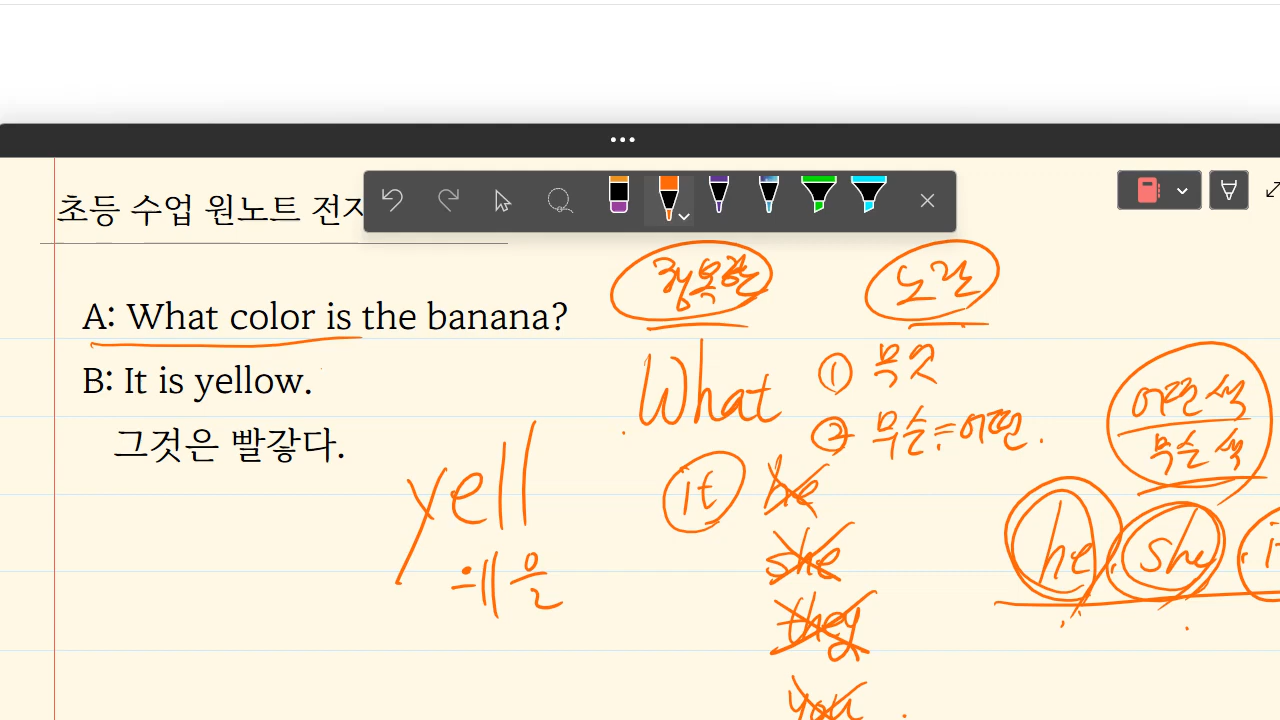 초등 수업 원노트 전자
A: What color is the banana?
B: It is yellow.
그것은 빨갛다.
행복한
노란
What
① 무엇
② 무슨=어떤.
어떤 색
무슨 색
it
he
she
they
you
he
she
yell